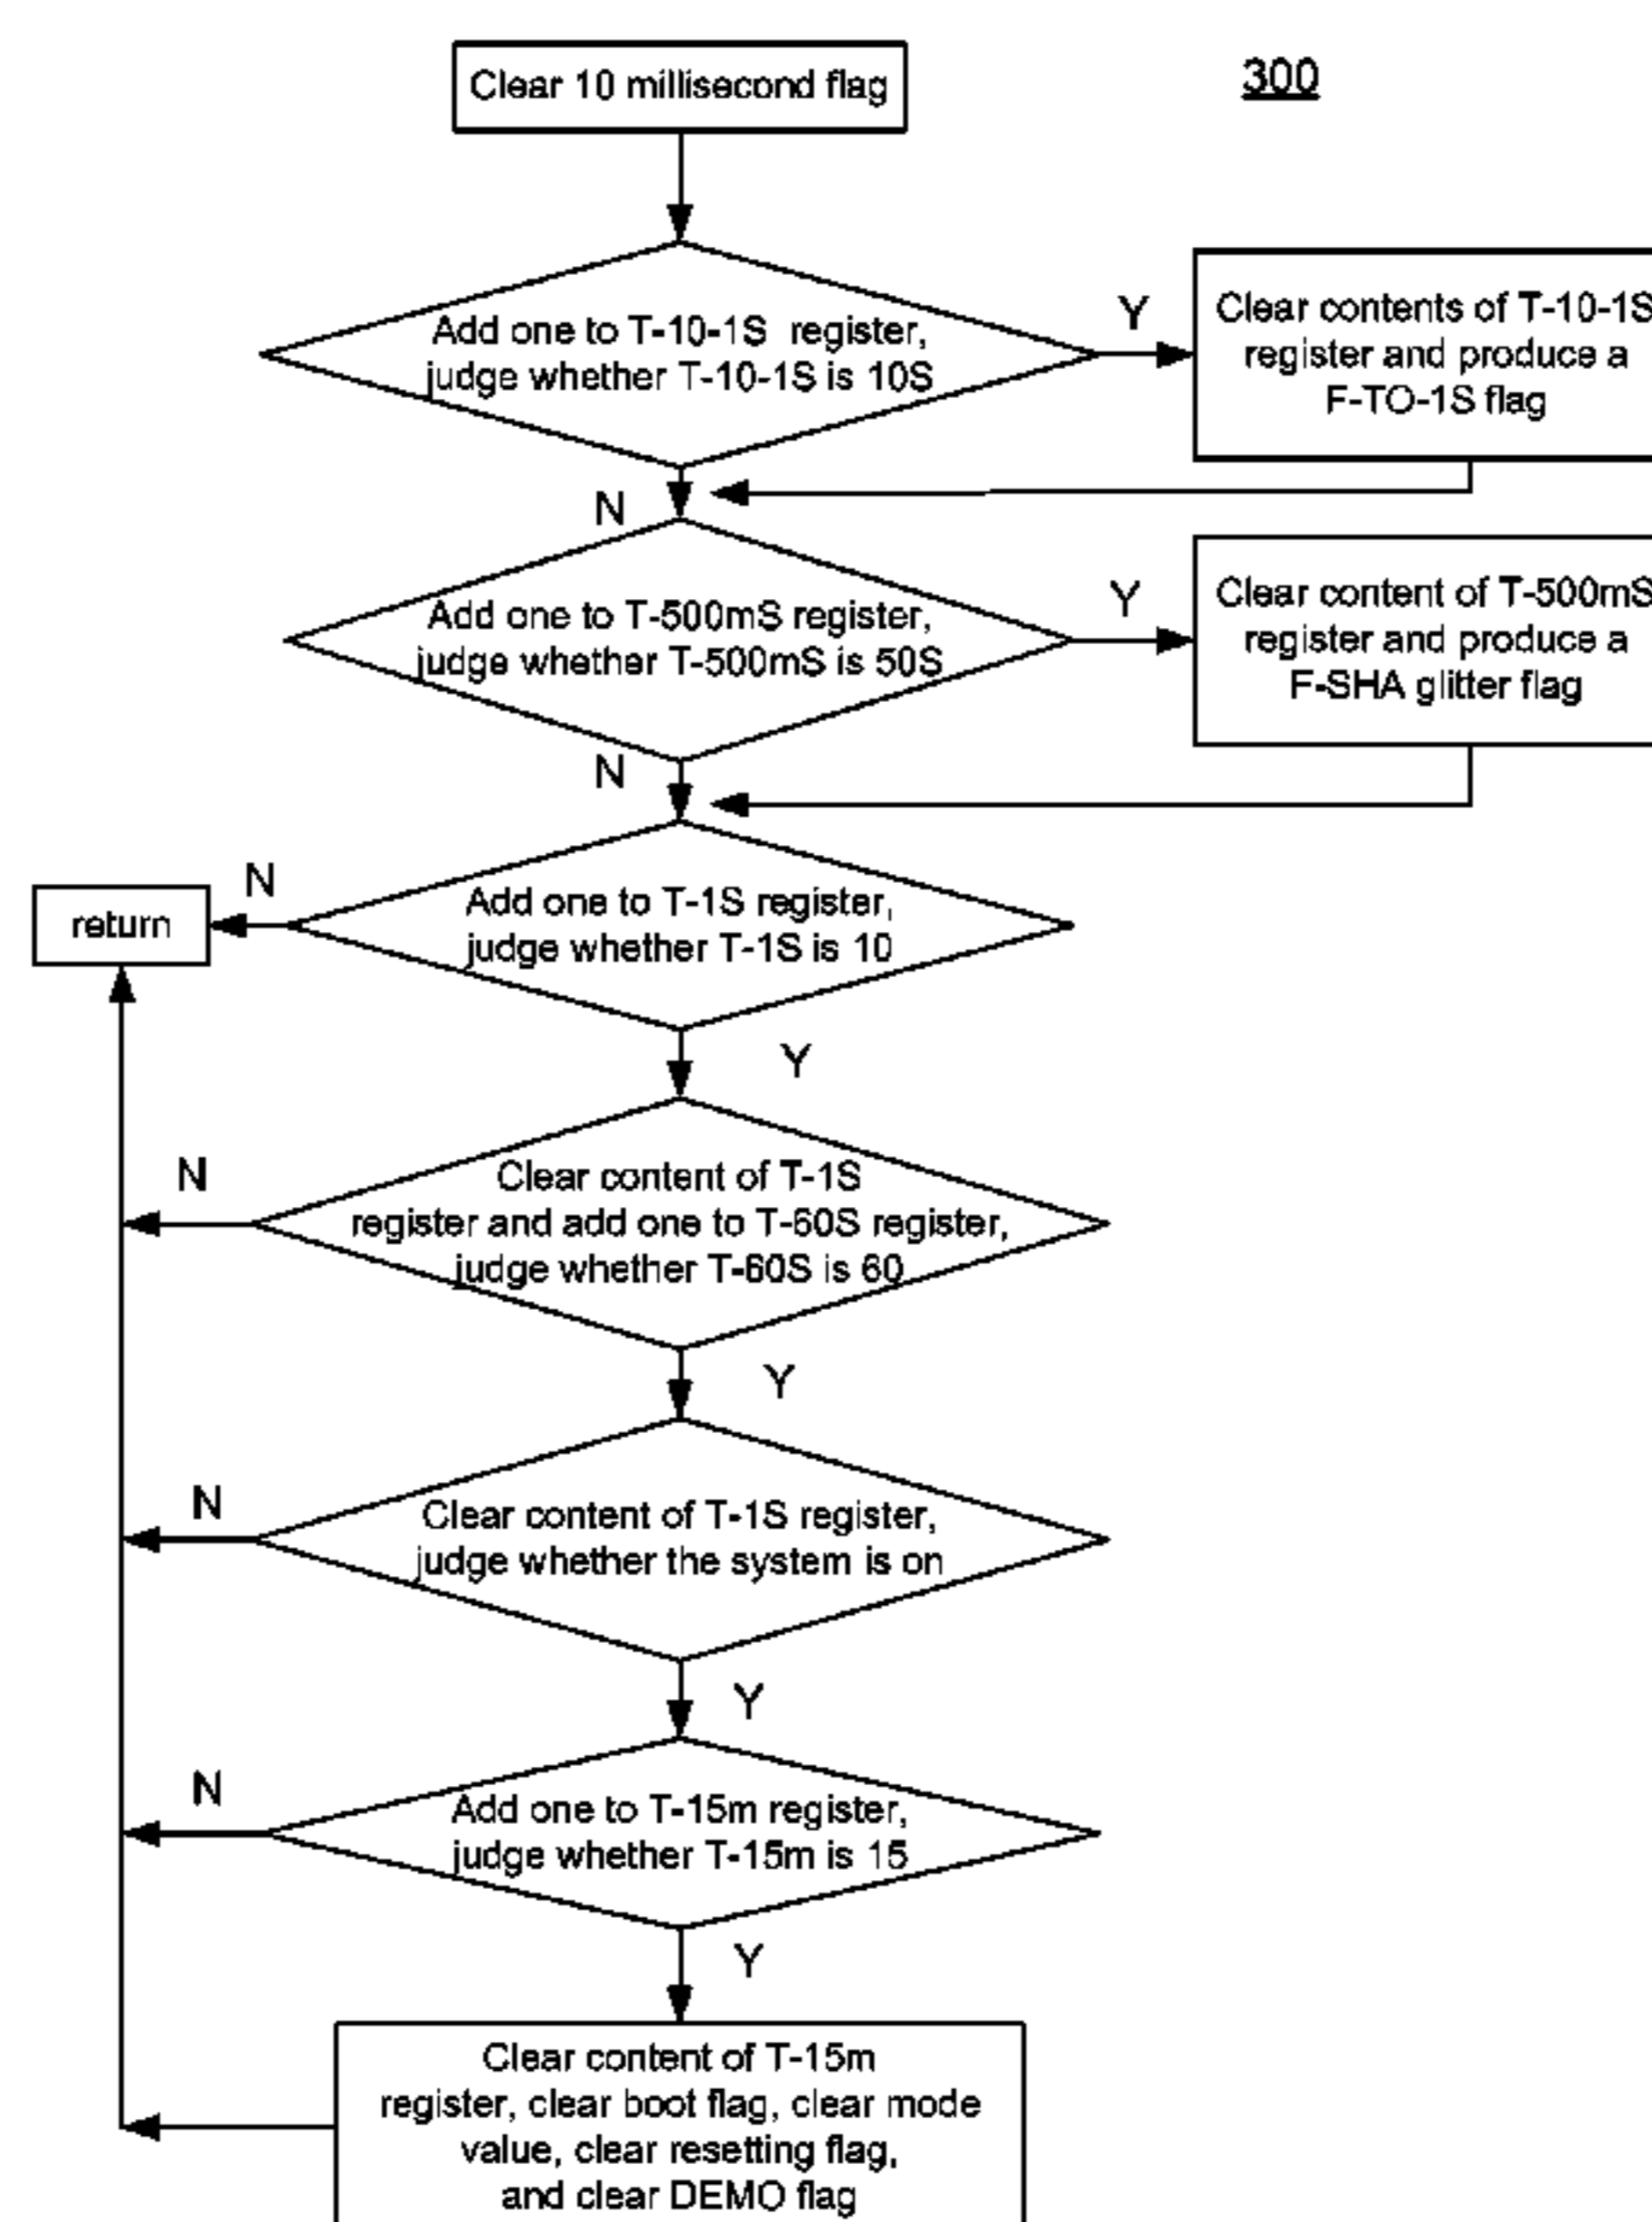 Clear 10 millisecond flag
300
Add one to T-10-1S register,
judge whether T-10-1S is 10S
Y
Clear contents of T-10-1S
register and produce a
F-TO-1S flag
N
Add one to T-500mS register,
judge whether T-500mS is 50S
Y
Clear content of T-500mS
register and produce a
F-SHA glitter flag
N
Add one to T-1S register,
judge whether T-1S is 10
N
return
Y
Clear content of T-1S
register and add one to T-60S register,
judge whether T-60S is 60
N
Y
Clear content of T-1S register,
judge whether the system is on
N
Y
Add one to T-15m register,
judge whether T-15m is 15
N
Y
Clear content of T-15m
register, clear boot flag, clear mode
value, clear resetting flag,
and clear DEMO flag